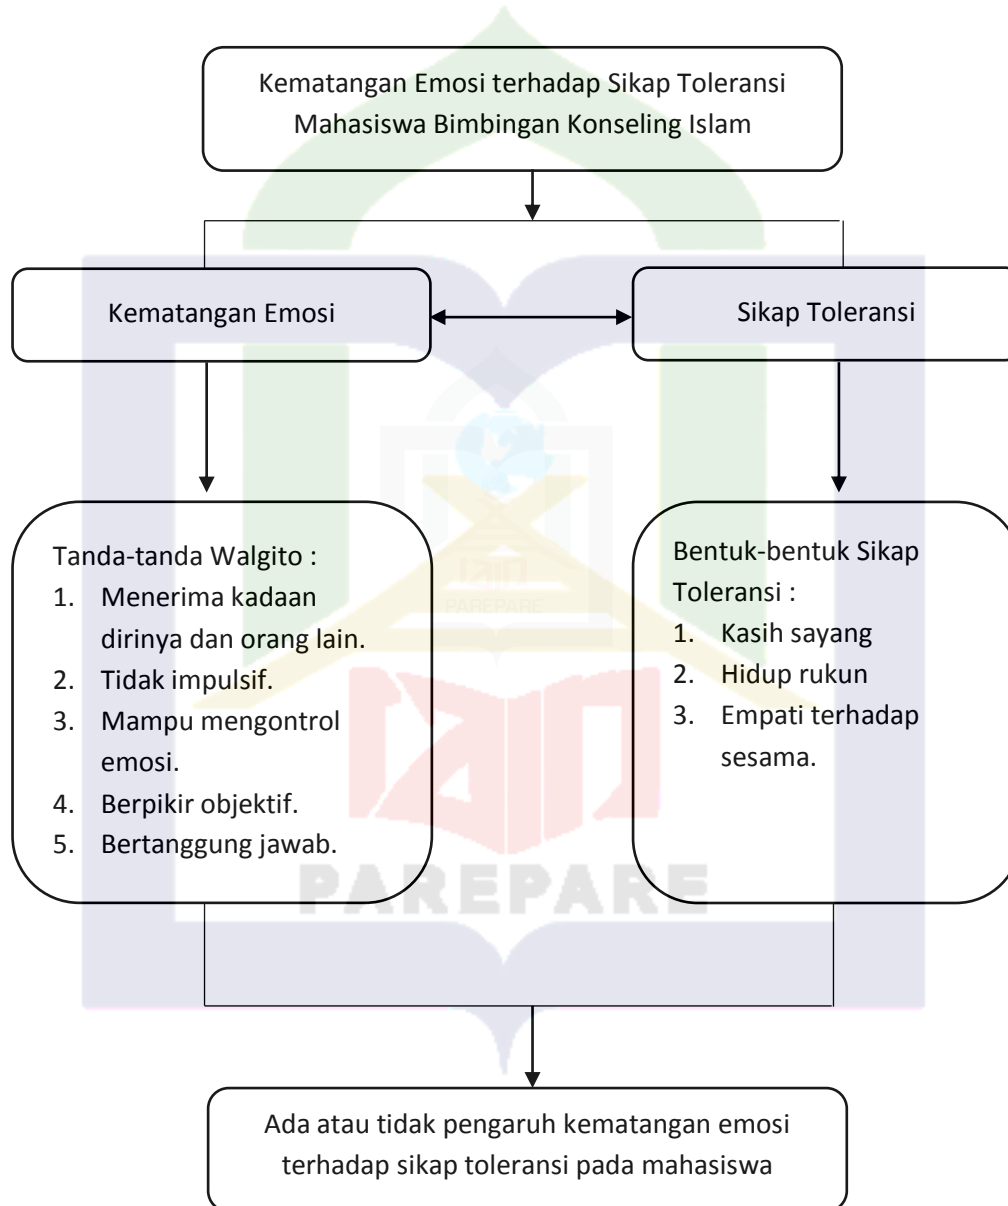 Kematangan Emosi terhadap Sikap Toleransi
Mahasiswa Bimbingan Konseling Islam
Kematangan Emosi
Sikap Toleransi
Tanda-tanda Walgito :
1. Menerima kadaan
dirinya dan orang lain.
2. Tidak impulsif.
3. Mampu mengontrol
emosi.
4. Berpikir objektif.
5. Bertanggung jawab.
Bentuk-bentuk Sikap
Toleransi :
1. Kasih sayang
2. Hidup rukun
3. Empati terhadap
sesama.
iain
PAREPARE
iain
PAREPARE
Ada atau tidak pengaruh kematangan emosi
terhadap sikap toleransi pada mahasiswa